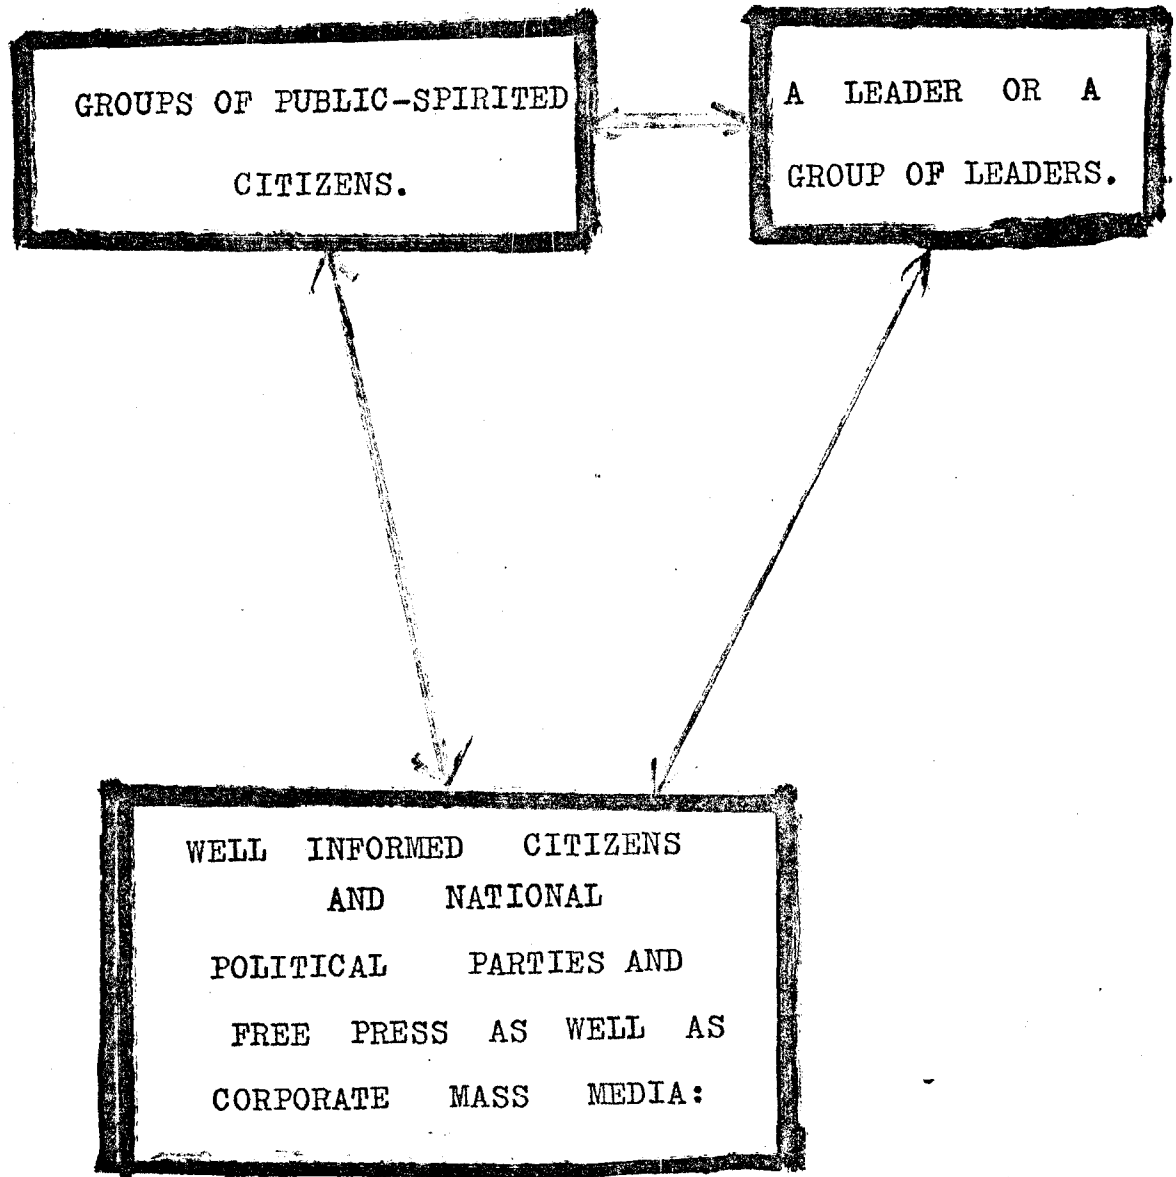 GROUPS OF PUBLIC-SPIRITED
CITIZENS.
A LEADER OR A
GROUP OF LEADERS.
WELL INFORMED CITIZENS
AND NATIONAL
POLITICAL PARTIES AND
FREE PRESS AS WELL AS
CORPORATE MASS MEDIA: